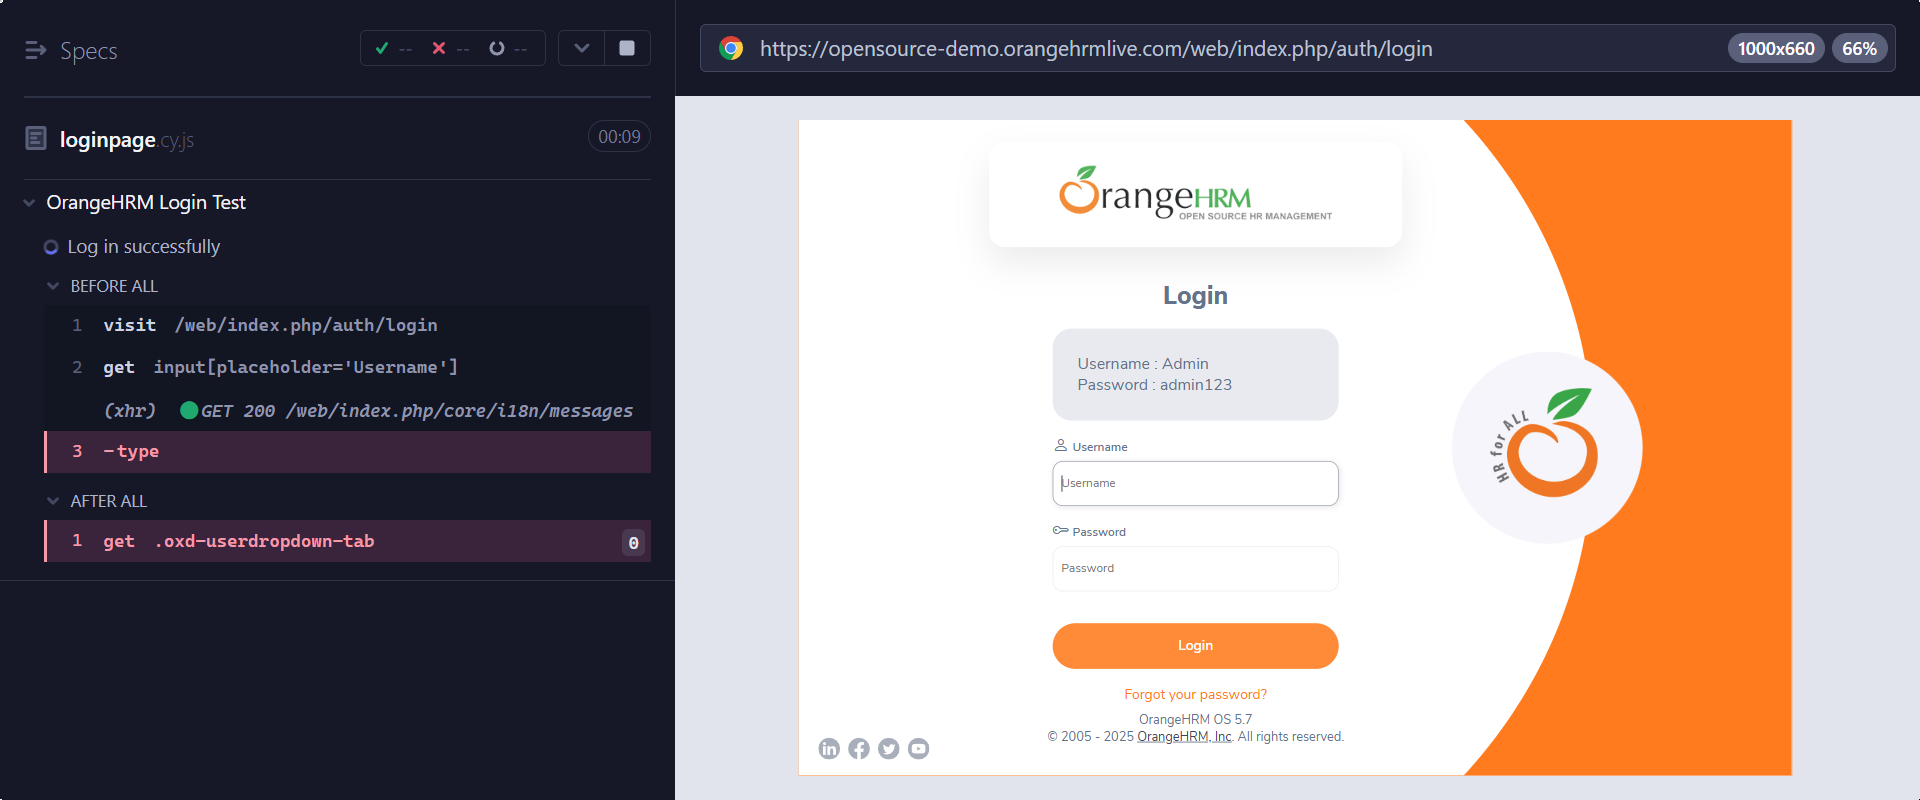 Specs
-- -- --
loginpage.cy.js
00:09
OrangeHRM Login Test
Log in successfully
BEFORE ALL
1 visit /web/index.php/auth/login
2 get input[placeholder='Username']
(xhr) GET 200 /web/index.php/core/i18n/messages
3 -type
AFTER ALL
1 get .oxd-userdropdown-tab 0
https://opensource-demo.orangehrmlive.com/web/index.php/auth/login
1000x660
66%
OrangeHRM
OPEN SOURCE HR MANAGEMENT
Login
Username : Admin
Password : admin123
Username
Username
Password
Password
Login
Forgot your password?
OrangeHRM OS 5.7
© 2005 - 2025 OrangeHRM, Inc. All rights reserved.
HR for ALL